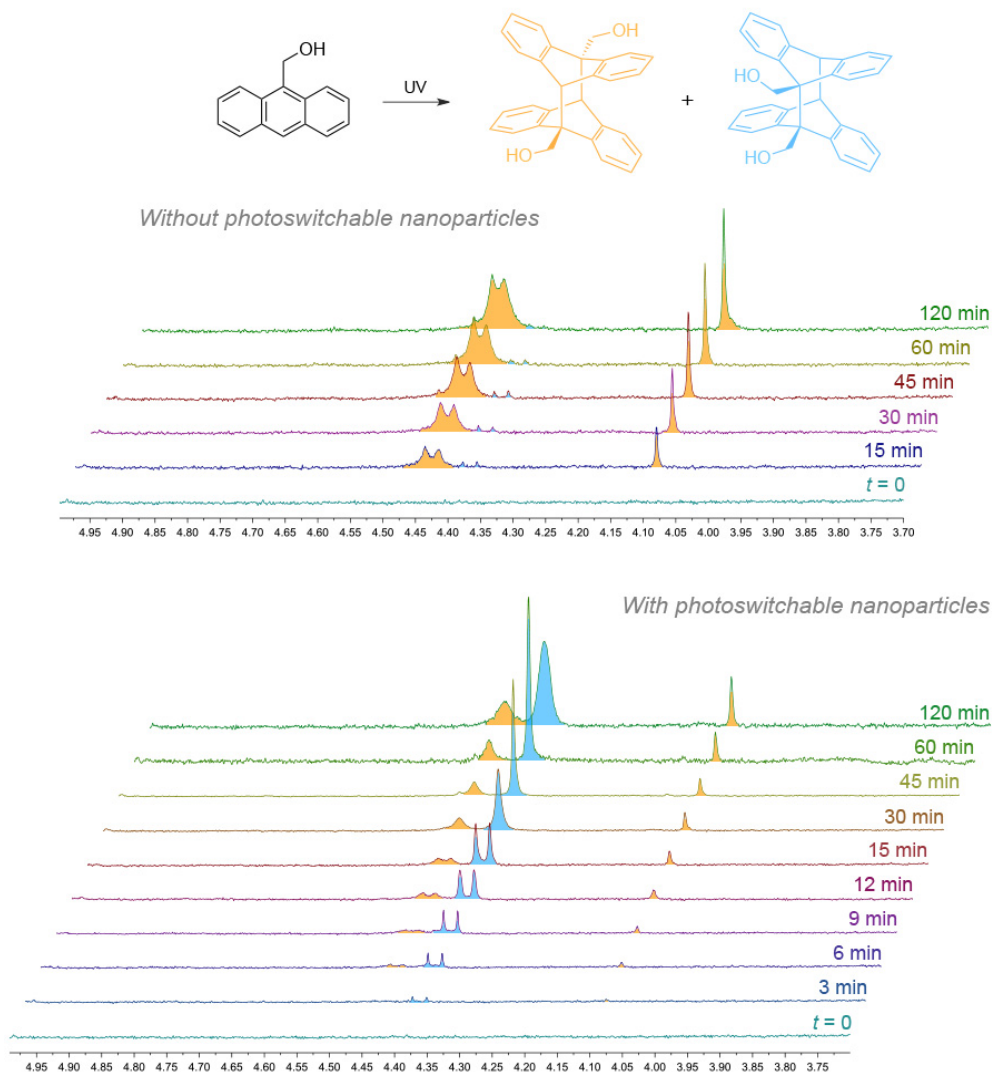 OH
UV
OH
HO
+
HO
HO
Without photoswitchable nanoparticles
120 min
60 min
45 min
30 min
15 min
t = 0
4.95 4.90 4.85 4.80 4.75 4.70 4.65 4.60 4.55 4.50 4.45 4.40 4.35 4.30 4.25 4.20 4.15 4.10 4.05 4.00 3.95 3.90 3.85 3.80 3.75 3.70
With photoswitchable nanoparticles
120 min
60 min
45 min
30 min
15 min
12 min
9 min
6 min
3 min
t = 0
4.95 4.90 4.85 4.80 4.75 4.70 4.65 4.60 4.55 4.50 4.45 4.40 4.35 4.30 4.25 4.20 4.15 4.10 4.05 4.00 3.95 3.90 3.85 3.80 3.75